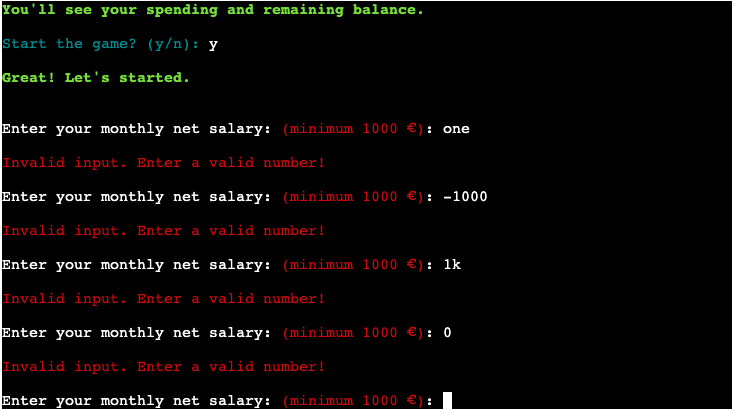 You'll see your spending and remaining balance.
Start the game? (y/n): y
Great! Let's started.
Enter your monthly net salary: (minimum 1000 €): one
Invalid input. Enter a valid number!
Enter your monthly net salary: (minimum 1000 €): -1000
Invalid input. Enter a valid number!
Enter your monthly net salary: (minimum 1000 €): 1k
Invalid input. Enter a valid number!
Enter your monthly net salary: (minimum 1000 €): 0
Invalid input. Enter a valid number!
Enter your monthly net salary: (minimum 1000 €):